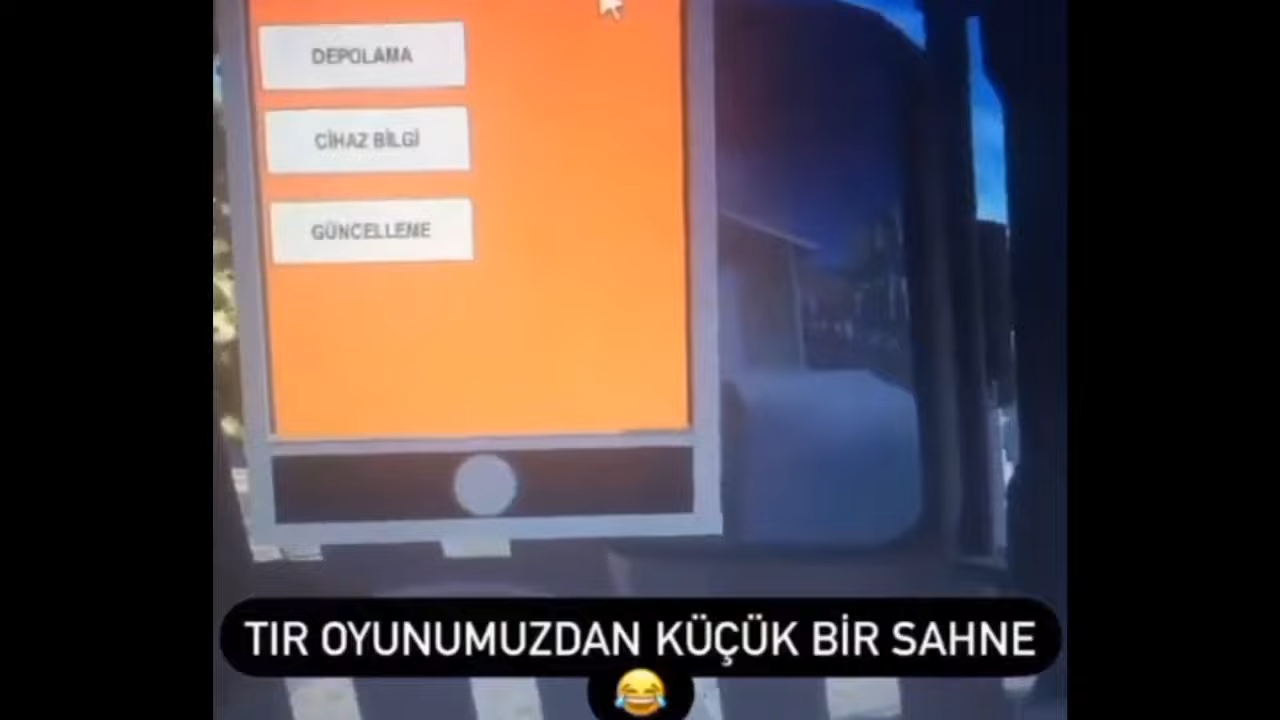 DEPOLAMA
CİHAZ BİLGİ
GÜNCELLEME
TIR OYUNUMUZDAN KÜÇÜK BİR SAHNE
😂